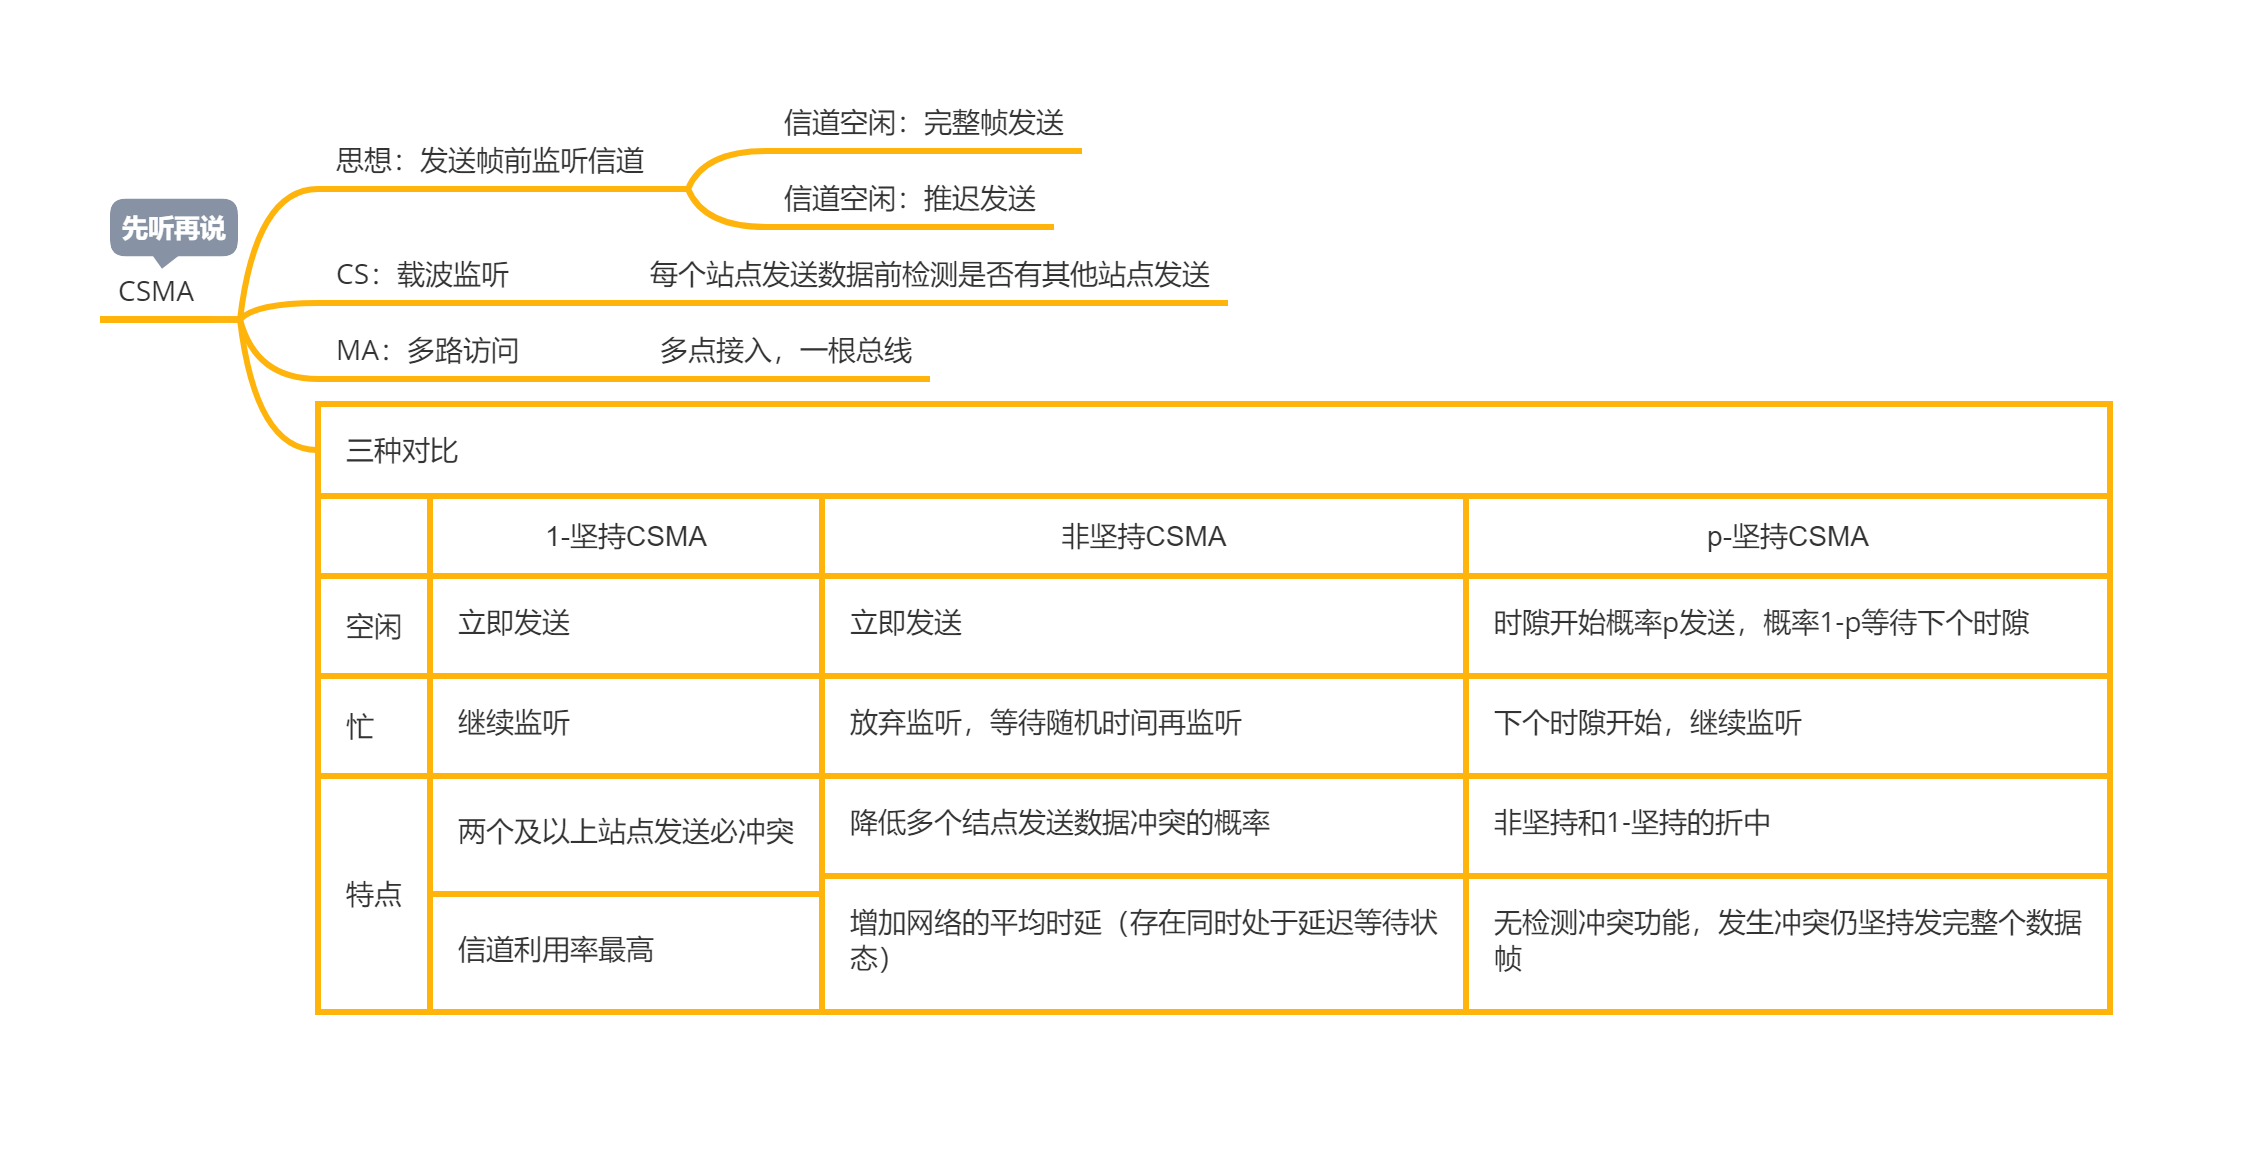 先听再说
CSMA
思想：发送帧前监听信道
信道空闲：完整帧发送
信道空闲：推迟发送
CS：载波监听 每个站点发送数据前检测是否有其他站点发送
MA：多路访问 多点接入，一根总线
三种对比
1-坚持CSMA 非坚持CSMA p-坚持CSMA
空闲 立即发送 立即发送 时隙开始概率p发送，概率1-p等待下个时隙
忙 继续监听 放弃监听，等待随机时间再监听 下个时隙开始，继续监听
特点
两个及以上站点发送必冲突
信道利用率最高
降低多个结点发送数据冲突的概率
增加网络的平均时延（存在同时处于延迟等待状
态）
非坚持和1-坚持的折中
无检测冲突功能，发生冲突仍坚持发完整个数据
帧